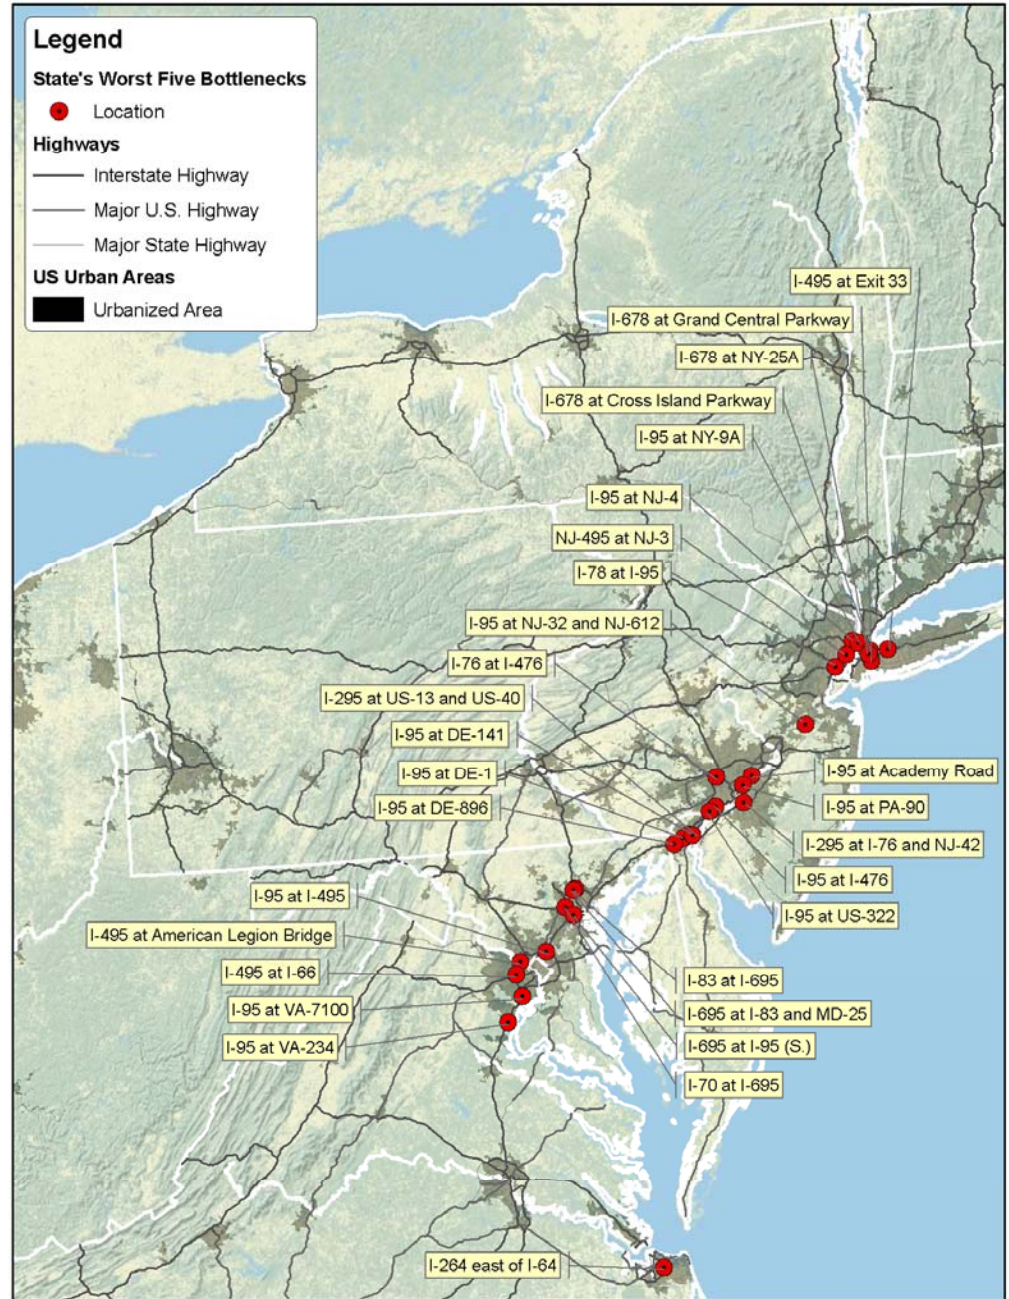 Legend
State's Worst Five Bottlenecks
Location
Highways
Interstate Highway
Major U.S. Highway
Major State Highway
US Urban Areas
Urbanized Area
I-495 at Exit 33
I-678 at Grand Central Parkway
I-678 at NY-25A
I-678 at Cross Island Parkway
I-95 at NY-9A
I-95 at NJ-4
NJ-495 at NJ-3
I-78 at I-95
I-95 at NJ-32 and NJ-612
I-76 at I-476
I-295 at US-13 and US-40
I-95 at DE-141
I-95 at DE-1
I-95 at DE-896
I-95 at Academy Road
I-95 at PA-90
I-295 at I-76 and NJ-42
I-95 at I-476
I-95 at US-322
I-95 at I-495
I-495 at American Legion Bridge
I-495 at I-66
I-95 at VA-7100
I-95 at VA-234
I-83 at I-695
I-695 at I-83 and MD-25
I-695 at I-95 (S.)
I-70 at I-695
I-264 east of I-64